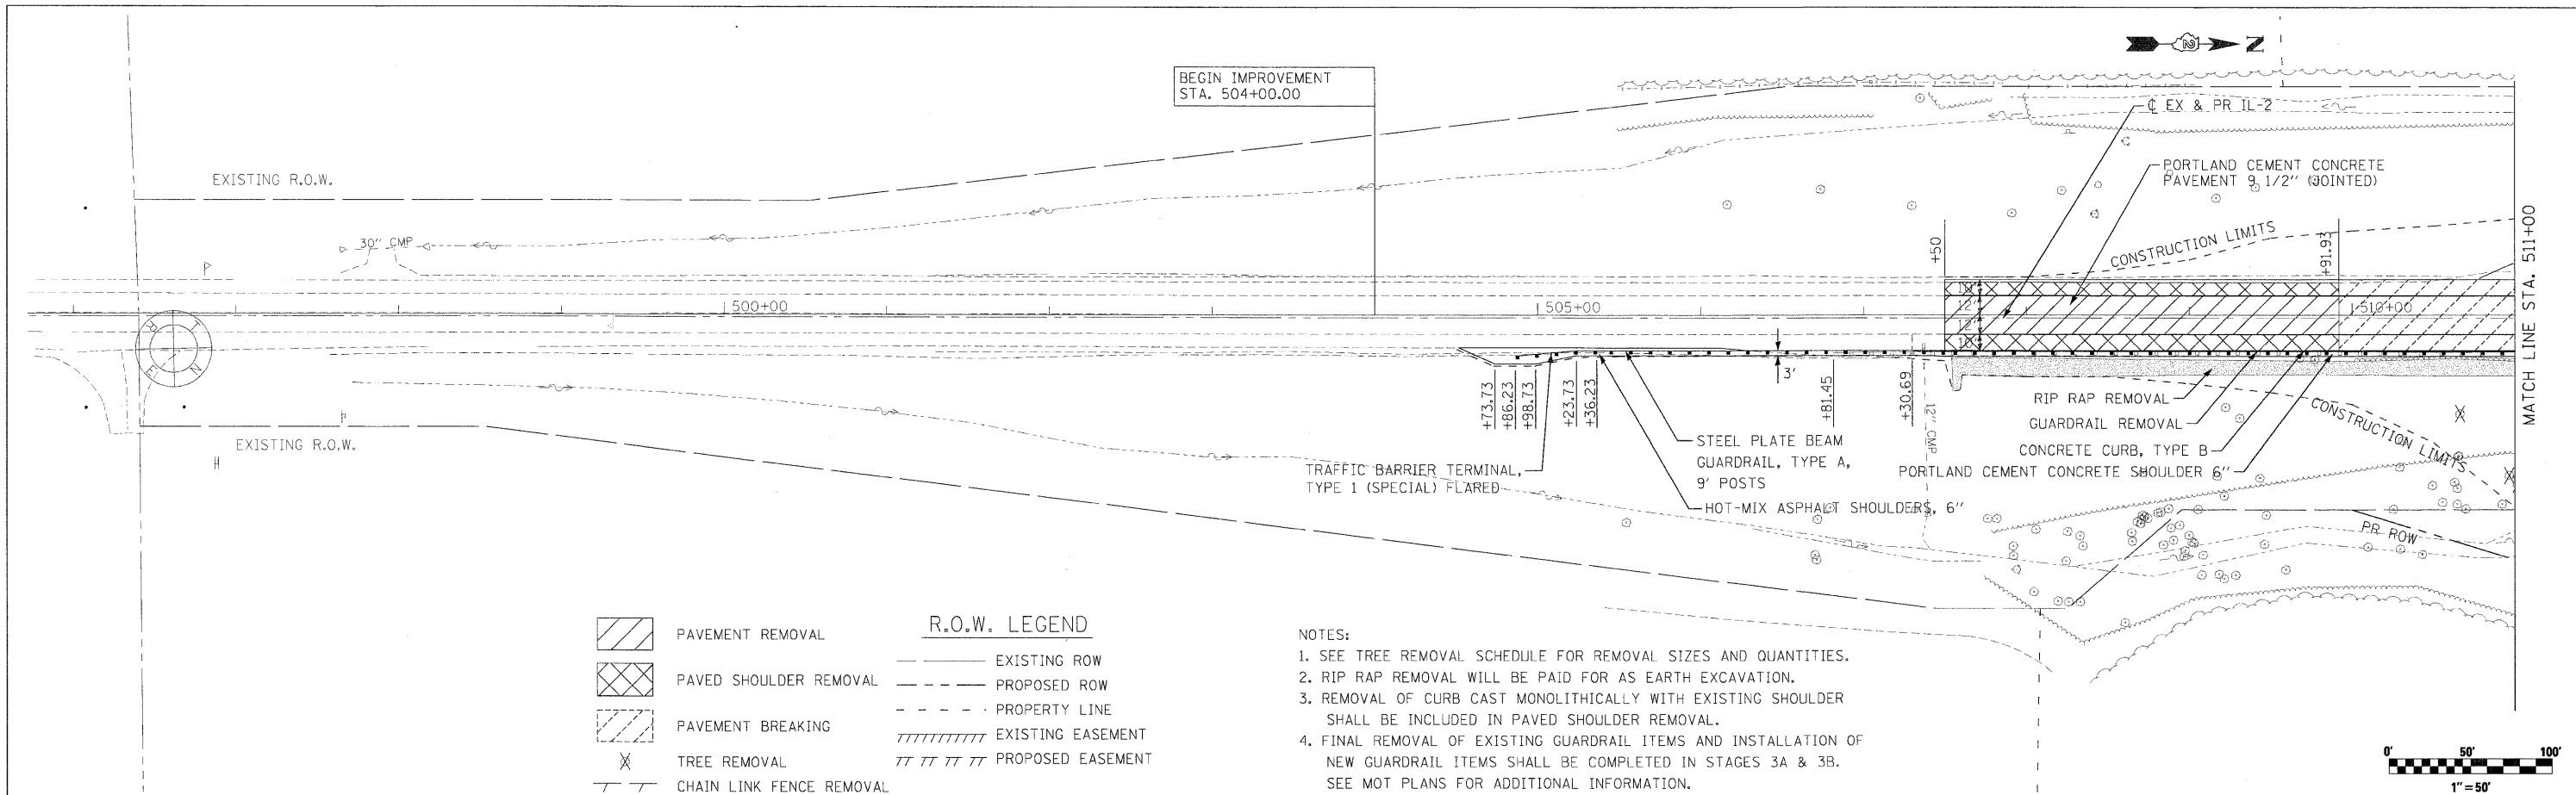 N
2
BEGIN IMPROVEMENT
STA. 504+00.00
℄ EX & PR IL-2
PORTLAND CEMENT CONCRETE
PAVEMENT 9 1/2" (JOINTED)
EXISTING R.O.W.
30" CMP
CONSTRUCTION LIMITS
+50
+91.93
MATCH LINE STA. 511+00
500+00
505+00
510+00
10'
12'
12'
10'
3'
+73.73
+86.23
+98.73
+23.73
+36.23
+81.45
+30.69
12" CMP
RIP RAP REMOVAL
GUARDRAIL REMOVAL
CONCRETE CURB, TYPE B
PORTLAND CEMENT CONCRETE SHOULDER 6"
CONSTRUCTION LIMITS
EXISTING R.O.W.
TRAFFIC BARRIER TERMINAL,
TYPE 1 (SPECIAL) FLARED
STEEL PLATE BEAM
GUARDRAIL, TYPE A,
9' POSTS
HOT-MIX ASPHALT SHOULDERS, 6"
PR ROW
PAVEMENT REMOVAL
PAVED SHOULDER REMOVAL
PAVEMENT BREAKING
TREE REMOVAL
CHAIN LINK FENCE REMOVAL
R.O.W. LEGEND
EXISTING ROW
PROPOSED ROW
PROPERTY LINE
EXISTING EASEMENT
PROPOSED EASEMENT
NOTES:
1. SEE TREE REMOVAL SCHEDULE FOR REMOVAL SIZES AND QUANTITIES.
2. RIP RAP REMOVAL WILL BE PAID FOR AS EARTH EXCAVATION.
3. REMOVAL OF CURB CAST MONOLITHICALLY WITH EXISTING SHOULDER
SHALL BE INCLUDED IN PAVED SHOULDER REMOVAL.
4. FINAL REMOVAL OF EXISTING GUARDRAIL ITEMS AND INSTALLATION OF
NEW GUARDRAIL ITEMS SHALL BE COMPLETED IN STAGES 3A & 3B.
SEE MOT PLANS FOR ADDITIONAL INFORMATION.
0' 50' 100'
1"=50'